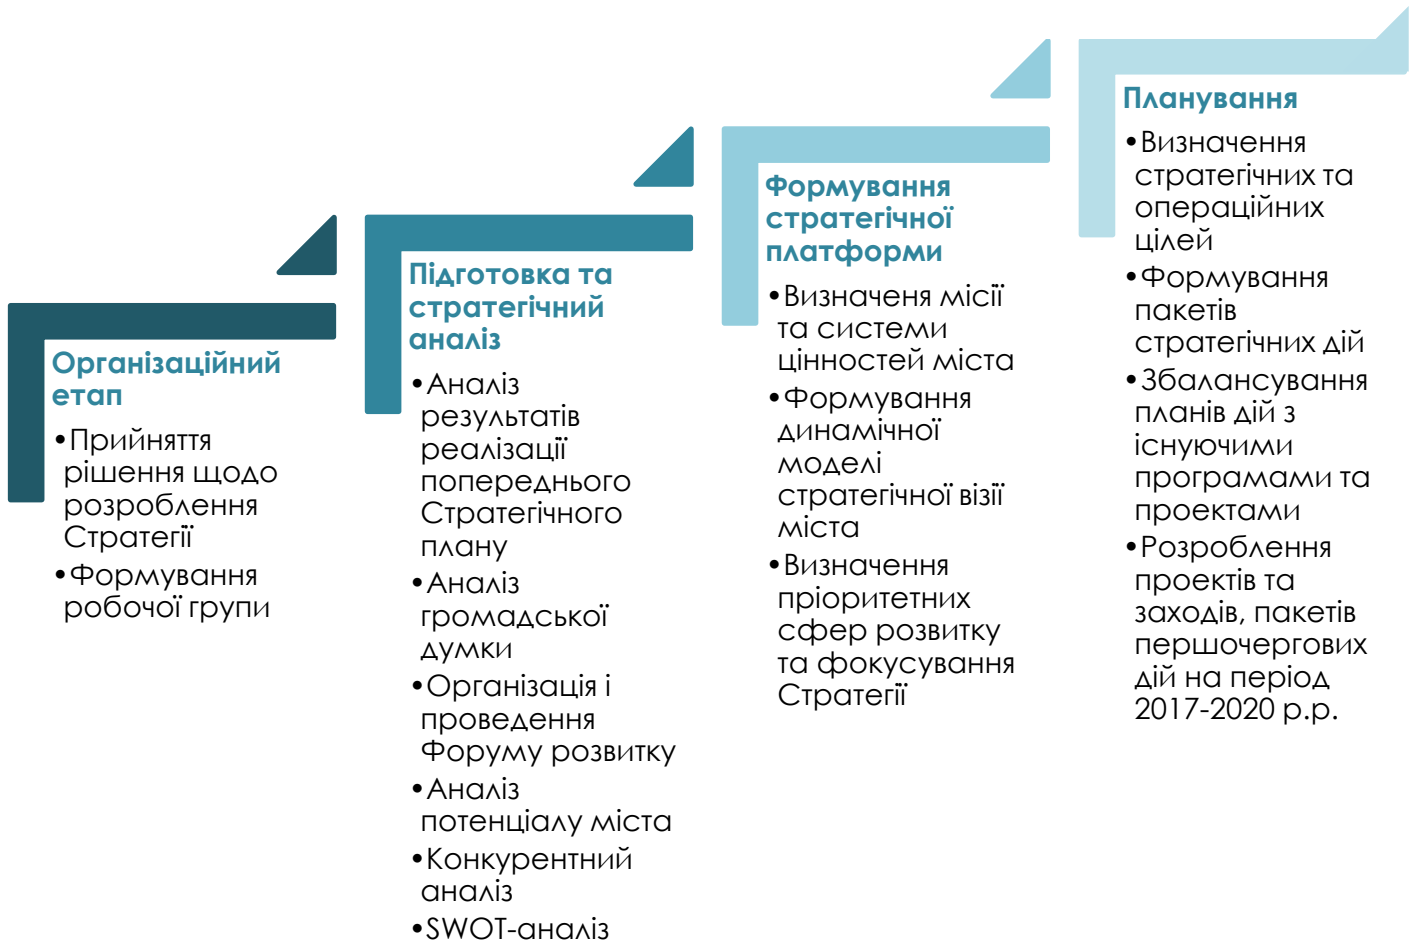 Організаційний
етап
•Прийняття
рішення щодо
розроблення
Стратегії
•Формування
робочої групи
Підготовка та
стратегічний
аналіз
•Аналіз
результатів
реалізації
попереднього
Стратегічного
плану
•Аналіз
громадської
думки
•Організація і
проведення
Форуму розвитку
•Аналіз
потенціалу міста
•Конкурентний
аналіз
•SWOT-аналіз
Формування
стратегічної
платформи
•Визначеня місії
та системи
цінностей міста
•Формування
динамічної
моделі
стратегічної візії
міста
•Визначення
пріоритетних
сфер розвитку
та фокусування
Стратегії
Планування
•Визначення
стратегічних та
операційних
цілей
•Формування
пакетів
стратегічних дій
•Збалансування
планів дій з
існуючими
програмами та
проектами
•Розроблення
проектів та
заходів, пакетів
першочергових
дій на період
2017-2020 р.р.